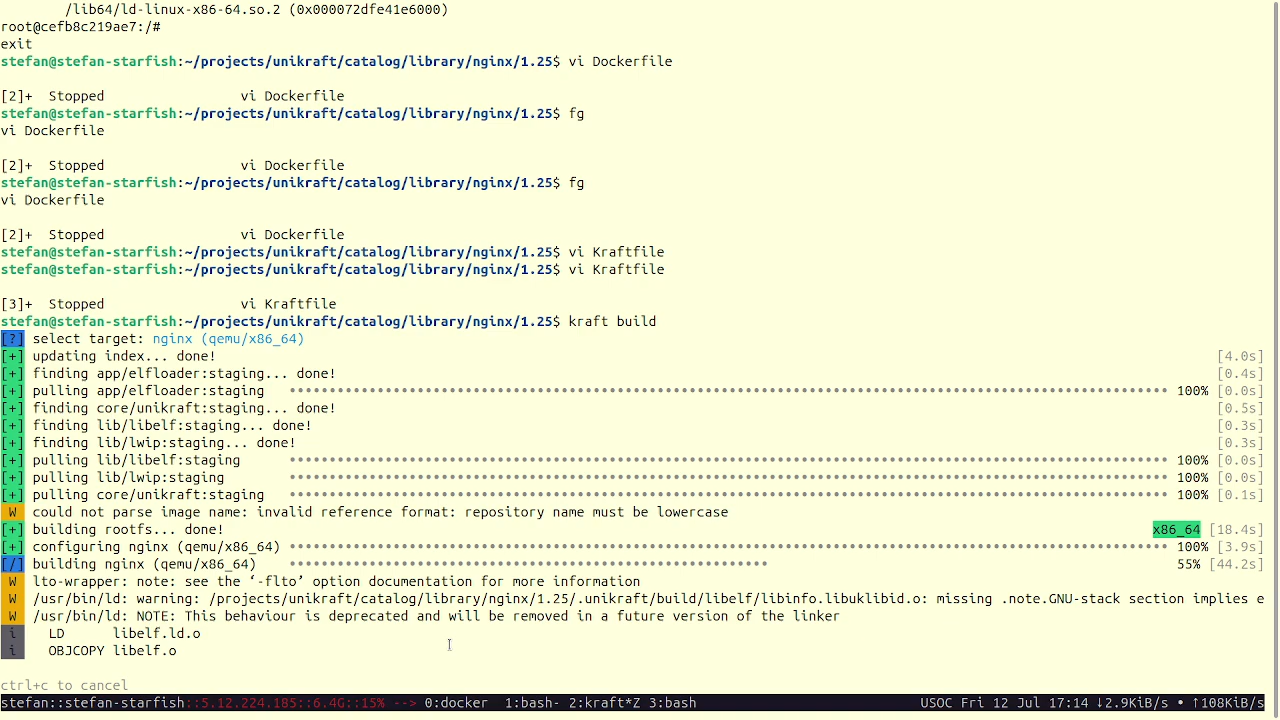 /lib64/ld-linux-x86-64.so.2 (0x000072dfe41e6000)
root@cefb8c219ae7:/#
exit
stefan@stefan-starfish:~/projects/unikraft/catalog/library/nginx/1.25$ vi Dockerfile
[2]+  Stopped                 vi Dockerfile
stefan@stefan-starfish:~/projects/unikraft/catalog/library/nginx/1.25$ fg
vi Dockerfile
[2]+  Stopped                 vi Dockerfile
stefan@stefan-starfish:~/projects/unikraft/catalog/library/nginx/1.25$ fg
vi Dockerfile
[2]+  Stopped                 vi Dockerfile
stefan@stefan-starfish:~/projects/unikraft/catalog/library/nginx/1.25$ vi Kraftfile
stefan@stefan-starfish:~/projects/unikraft/catalog/library/nginx/1.25$ vi Kraftfile
[3]+  Stopped                 vi Kraftfile
stefan@stefan-starfish:~/projects/unikraft/catalog/library/nginx/1.25$ kraft build
[?] select target: nginx (qemu/x86_64)
[+] updating index... done! [4.0s]
[+] finding app/elfloader:staging... done! [0.4s]
[+] pulling app/elfloader:staging 100% [0.0s]
[+] finding core/unikraft:staging... done! [0.5s]
[+] finding lib/libelf:staging... done! [0.3s]
[+] finding lib/lwip:staging... done! [0.3s]
[+] pulling lib/libelf:staging 100% [0.0s]
[+] pulling lib/lwip:staging 100% [0.0s]
[+] pulling core/unikraft:staging 100% [0.1s]
W could not parse image name: invalid reference format: repository name must be lowercase
[+] building rootfs... done! x86_64 [18.4s]
[+] configuring nginx (qemu/x86_64) 100% [3.9s]
[/] building nginx (qemu/x86_64) 55% [44.2s]
W lto-wrapper: note: see the ‘-flto’ option documentation for more information
W /usr/bin/ld: warning: /projects/unikraft/catalog/library/nginx/1.25/.unikraft/build/libelf/libinfo.libuklibid.o: missing .note.GNU-stack section implies e
W /usr/bin/ld: NOTE: This behaviour is deprecated and will be removed in a future version of the linker
i LD      libelf.ld.o
i OBJCOPY libelf.o
ctrl+c to cancel
stefan::stefan-starfish::5.12.224.185::6.4G::15% --> 0:docker  1:bash- 2:kraft*Z 3:bash USOC Fri 12 Jul 17:14 ↓2.9KiB/s • ↑108KiB/s